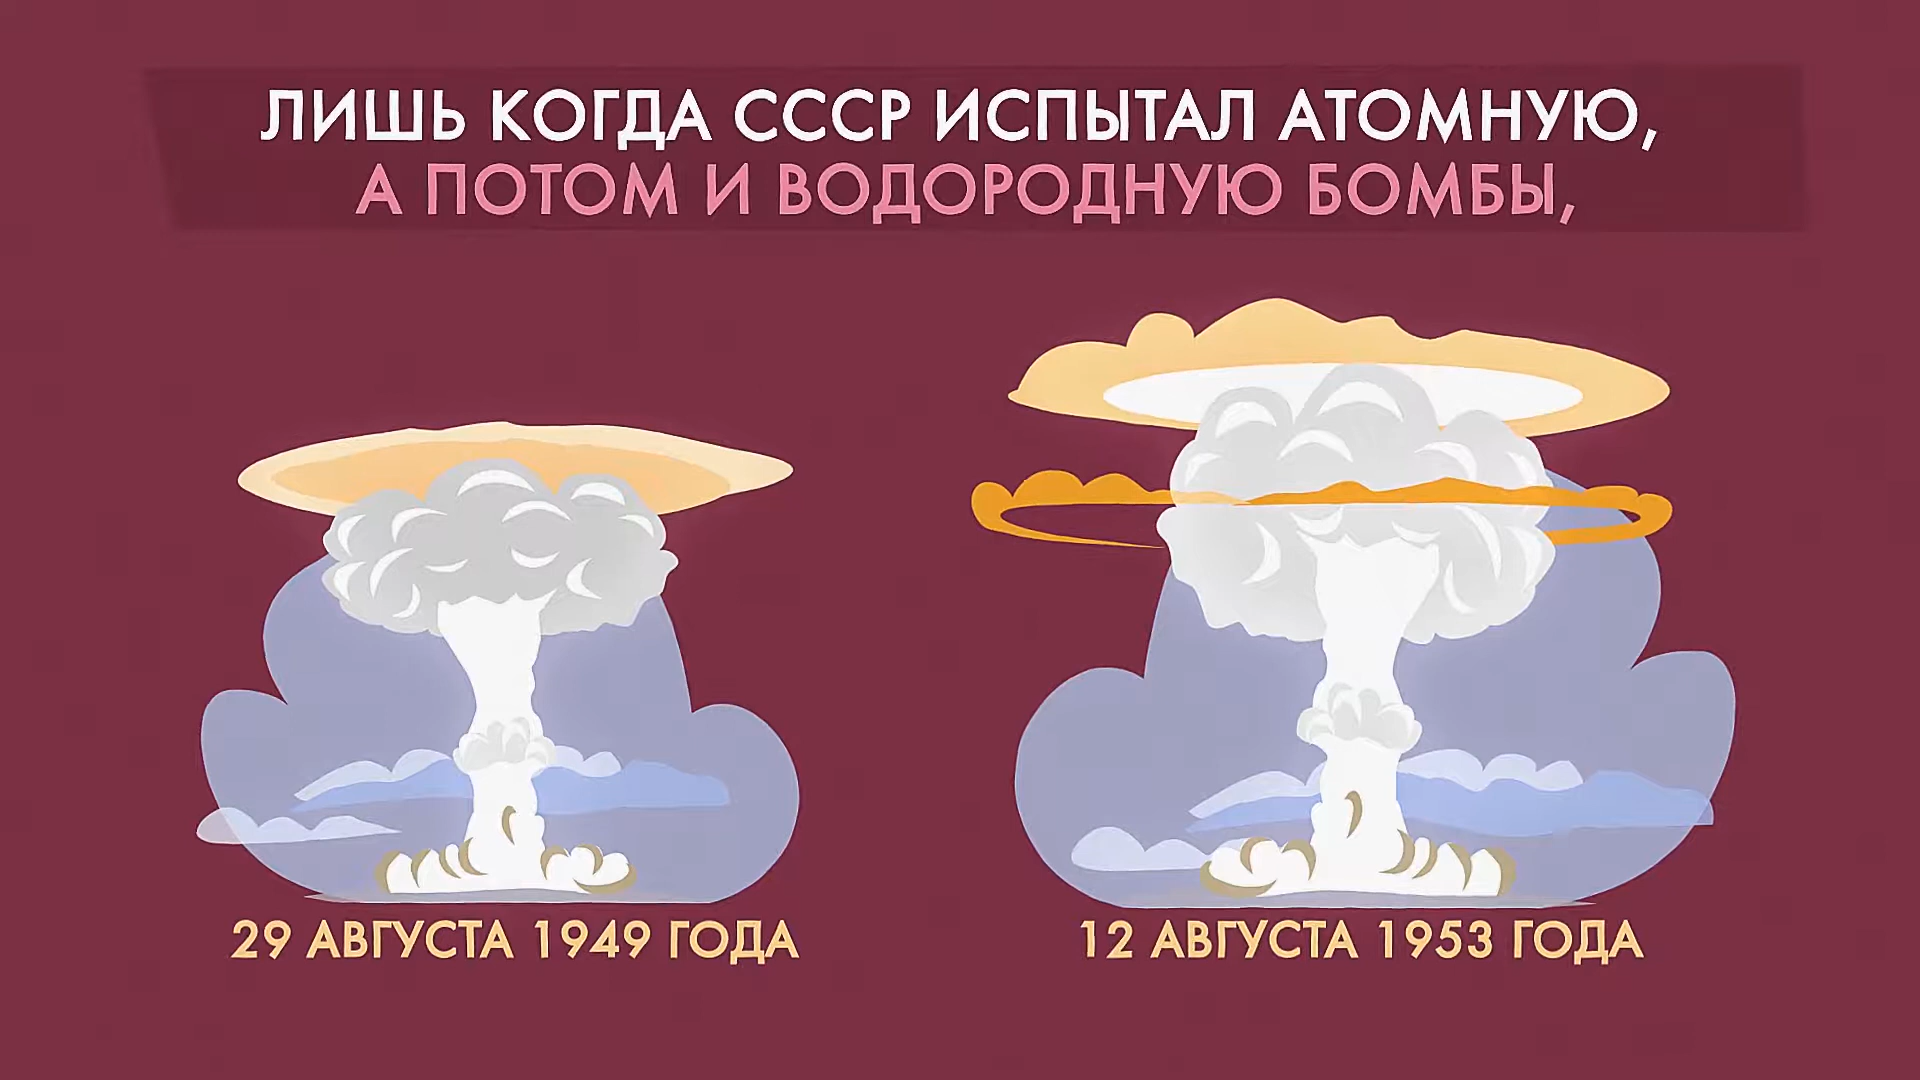 ЛИШЬ КОГДА СССР ИСПЫТАЛ АТОМНУЮ,
А ПОТОМ И ВОДОРОДНУЮ БОМБЫ,
29 АВГУСТА 1949 ГОДА
12 АВГУСТА 1953 ГОДА